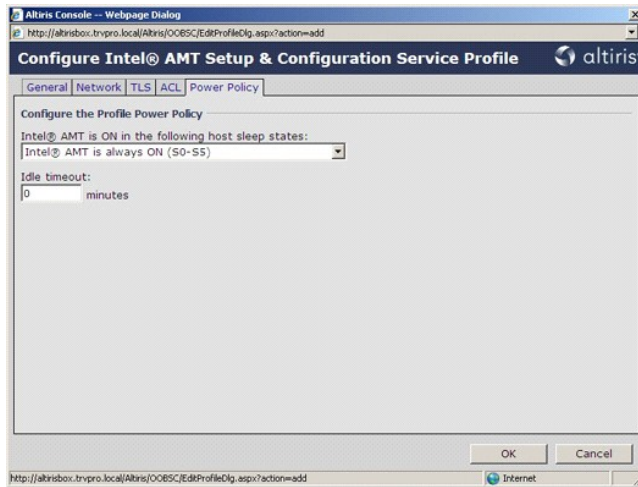 Altiris Console -- Webpage Dialog
http://altirisbox.trvpro.local/Altiris/OOBSC/EditProfileDlg.aspx?action=add
Configure Intel® AMT Setup & Configuration Service Profile
altiris
General Network TLS ACL Power Policy
Configure the Profile Power Policy
Intel® AMT is ON in the following host sleep states:
Intel® AMT is always ON (S0-S5)
Idle timeout:
0 minutes
OK Cancel
http://altirisbox.trvpro.local/Altiris/OOBSC/EditProfileDlg.aspx?action=add Internet